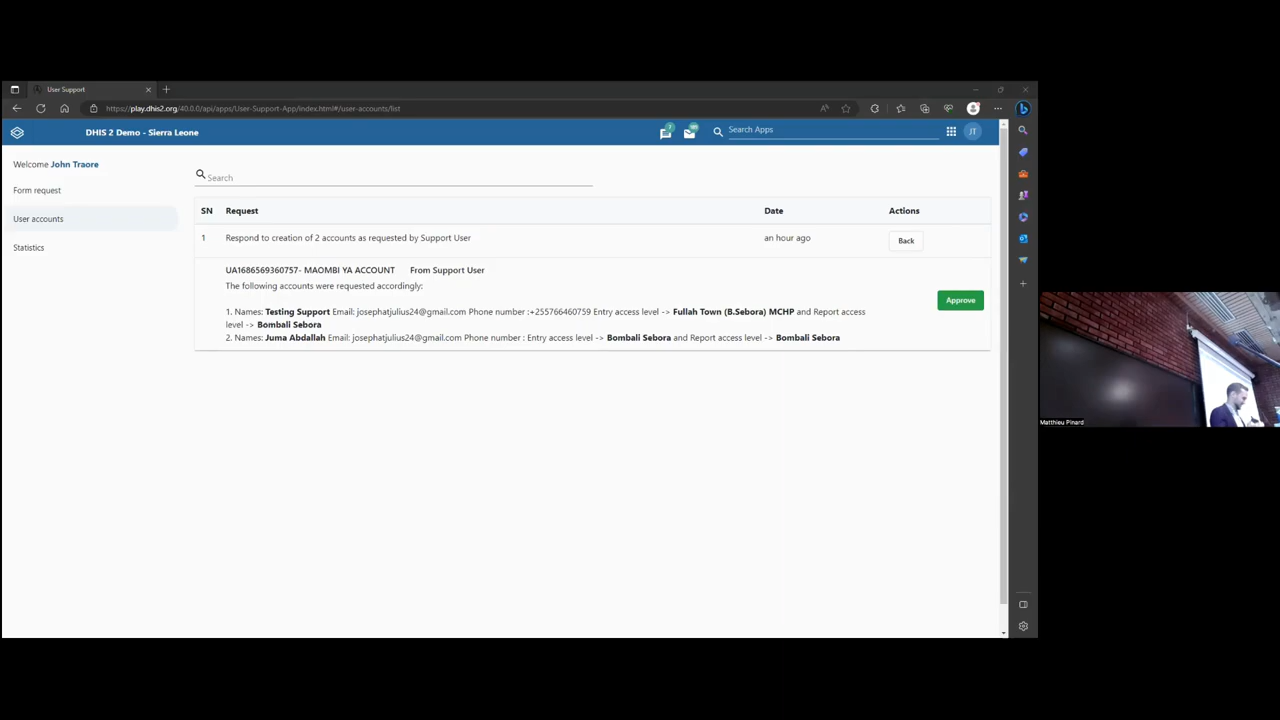 User Support
https://play.dhis2.org/40.0.0/api/apps/User-Support-App/index.html#/user-accounts/list
DHIS 2 Demo - Sierra Leone
Search Apps
JT
Welcome John Traore
Form request
User accounts
Statistics
Search
SN Request Date Actions
1 Respond to creation of 2 accounts as requested by Support User an hour ago Back
UA1686569360757- MAOMBI YA ACCOUNT From Support User
The following accounts were requested accordingly:
Approve
1. Names: Testing Support Email: josephatjulius24@gmail.com Phone number :+255766460759 Entry access level -> Fullah Town (B.Sebora) MCHP and Report access
level -> Bombali Sebora
2. Names: Juma Abdallah Email: josephatjulius24@gmail.com Phone number : Entry access level -> Bombali Sebora and Report access level -> Bombali Sebora
Matthieu Pinard